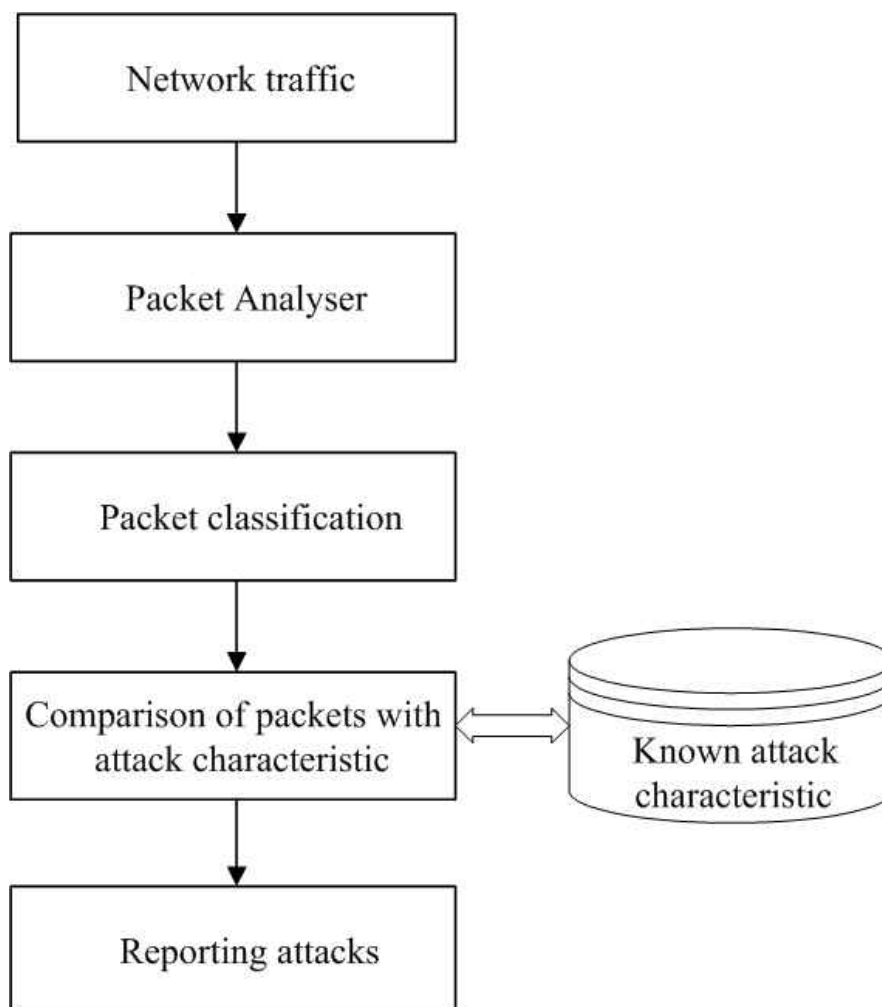 Network traffic
Packet Analyser
Packet classification
Comparison of packets with
attack characteristic
Known attack
characteristic
Reporting attacks